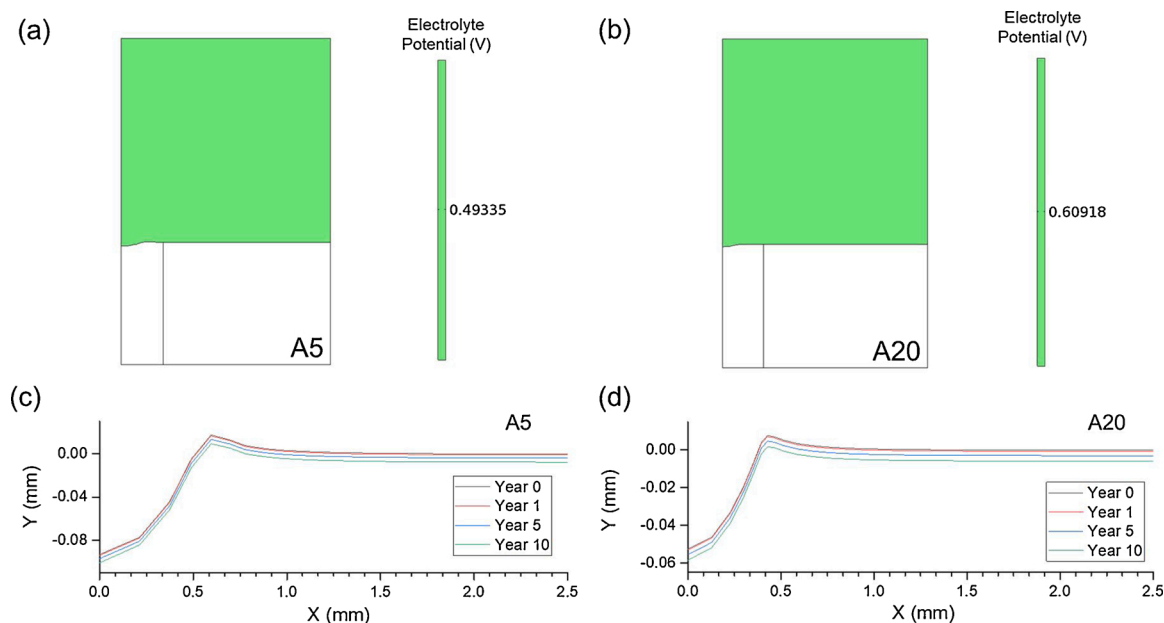 (a)
Electrolyte
Potential (V)
0.49335
A5
(b)
Electrolyte
Potential (V)
0.60918
A20
(c)
A5
Y (mm)
0.00
-0.04
-0.08
Year 0
Year 1
Year 5
Year 10
0.0 0.5 1.0 1.5 2.0 2.5
X (mm)
(d)
A20
Y (mm)
0.00
-0.02
-0.04
-0.06
Year 0
Year 1
Year 5
Year 10
0.0 0.5 1.0 1.5 2.0 2.5
X (mm)